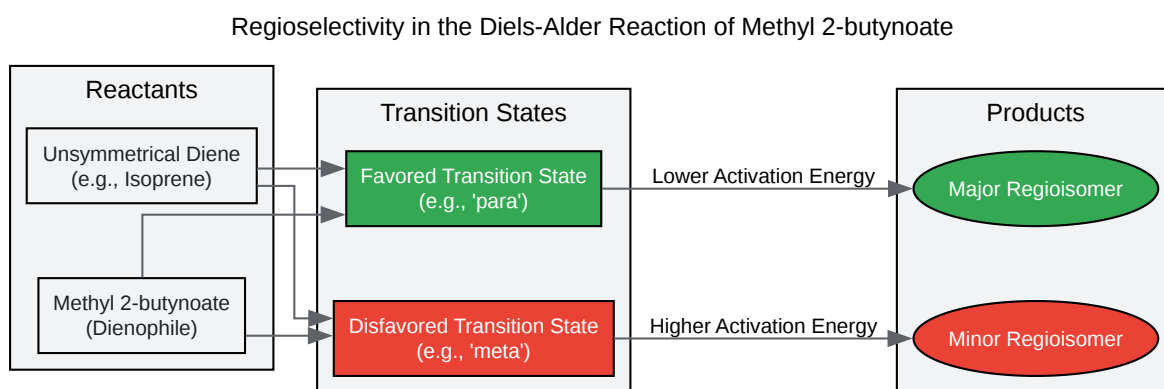 Regioselectivity in the Diels-Alder Reaction of Methyl 2-butynoate
Reactants
Unsymmetrical Diene
(e.g., Isoprene)
Methyl 2-butynoate
(Dienophile)
Transition States
Favored Transition State
(e.g., 'para')
Disfavored Transition State
(e.g., 'meta')
Lower Activation Energy
Higher Activation Energy
Products
Major Regioisomer
Minor Regioisomer